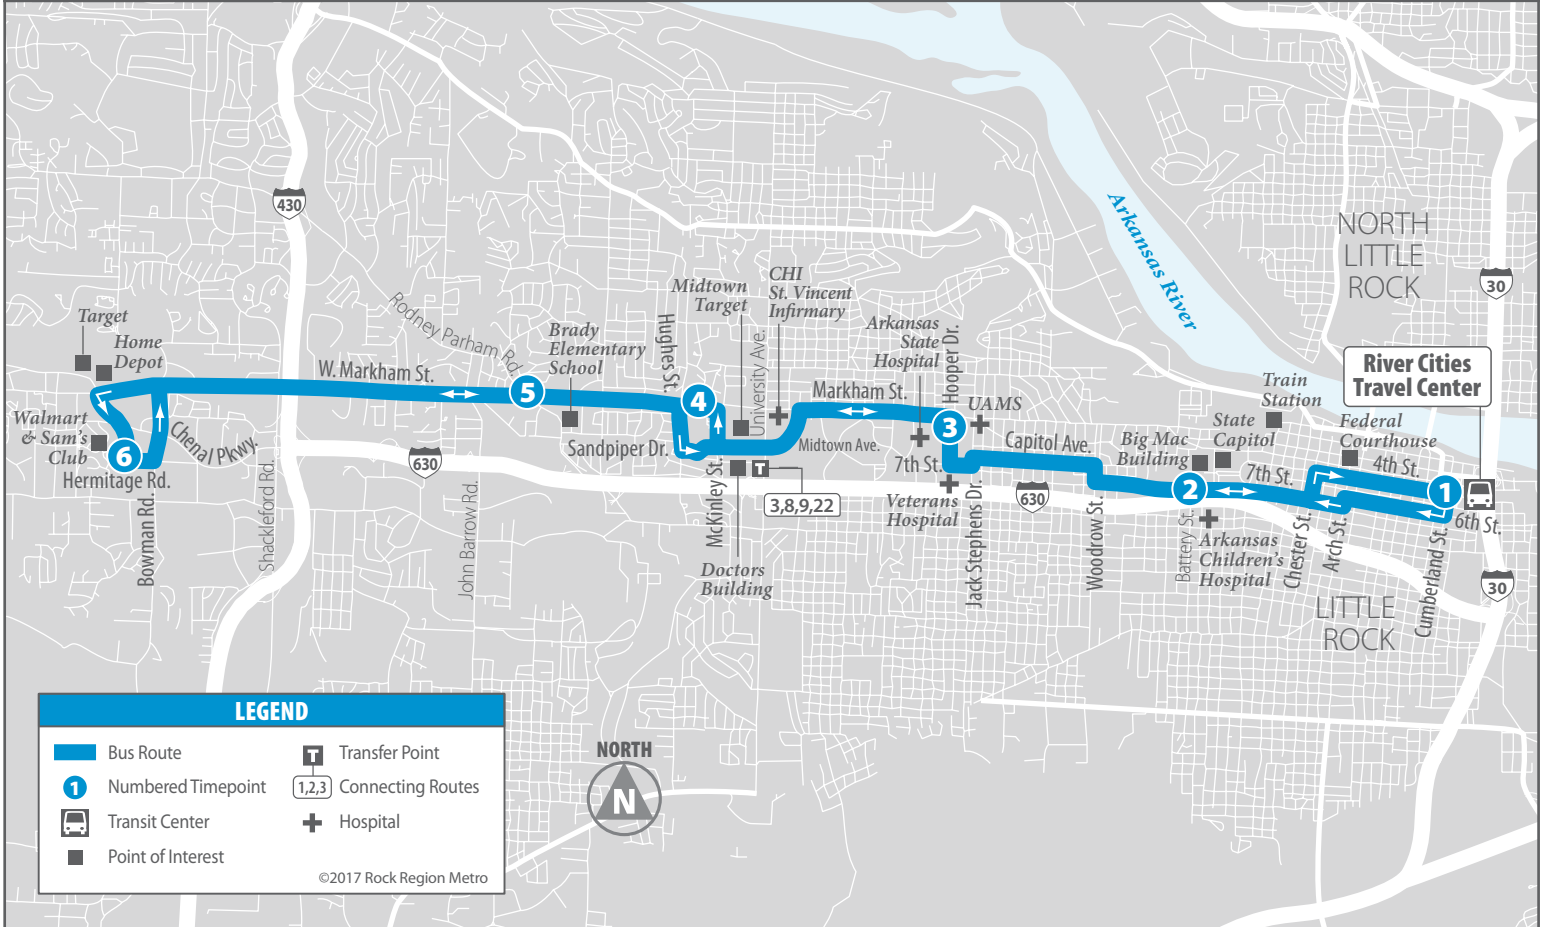 430
Arkansas River
NORTH
LITTLE
ROCK
30
Target
Home
Depot
W. Markham St.
Rodney Parham Rd.
Brady
Elementary
School
Hughes St.
Midtown
Target
University Ave.
CHI
St. Vincent
Infirmary
Arkansas
State
Hospital
Hooper Dr.
Markham St.
UAMS
River Cities
Travel Center
Train
Station
State
Capitol
Federal
Courthouse
Big Mac
Building
Walmart
& Sam's
Club
6
Hermitage Rd.
Chenal Pkwy.
Bowman Rd.
Shackleford Rd.
5
4
Sandpiper Dr.
Midtown Ave.
3
Capitol Ave.
7th St.
7th St.
4th St.
2
1
6th St.
630
John Barrow Rd.
McKinley St.
T
3,8,9,22
Doctors
Building
Veterans
Hospital
Jack Stephens Dr.
630
Woodrow St.
Battery St.
Arkansas
Children's
Hospital
Chester St.
Arch St.
Cumberland St.
30
LITTLE
ROCK
LEGEND
Bus Route
T Transfer Point
1 Numbered Timepoint
1,2,3 Connecting Routes
Transit Center
Hospital
Point of Interest
©2017 Rock Region Metro
NORTH
N